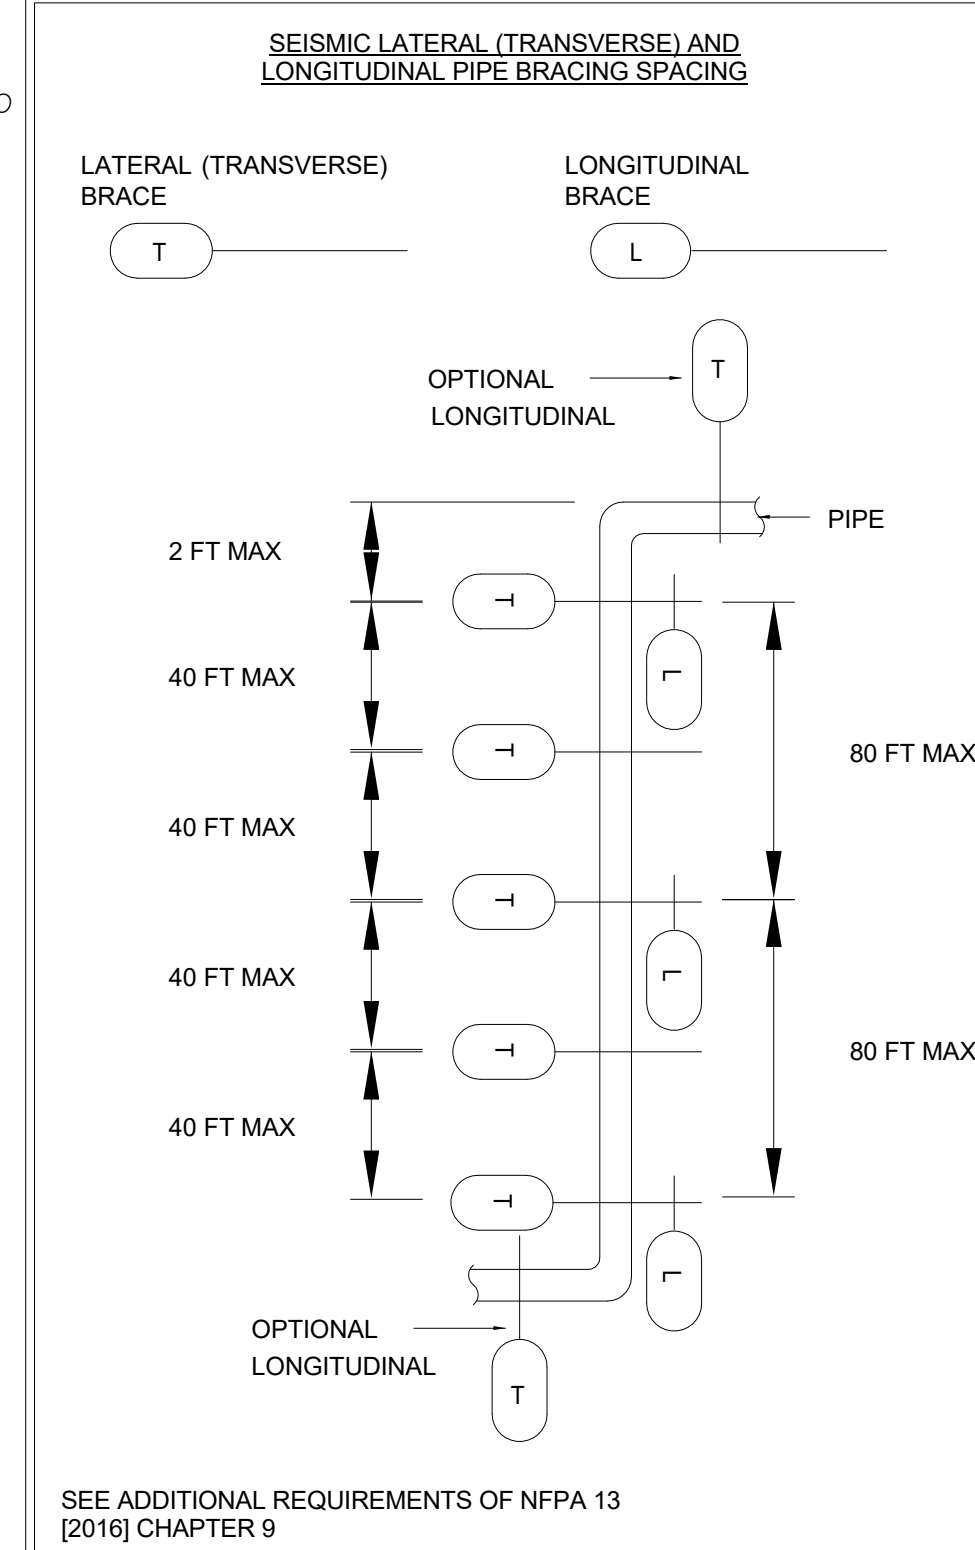 SEISMIC LATERAL (TRANSVERSE) AND
LONGITUDINAL PIPE BRACING SPACING
LATERAL (TRANSVERSE)
BRACE
T
LONGITUDINAL
BRACE
L
T
OPTIONAL
LONGITUDINAL
PIPE
2 FT MAX
T
L
40 FT MAX
T
80 FT MAX
40 FT MAX
T
L
40 FT MAX
T
80 FT MAX
40 FT MAX
T
L
OPTIONAL
LONGITUDINAL
T
SEE ADDITIONAL REQUIREMENTS OF NFPA 13
[2016] CHAPTER 9